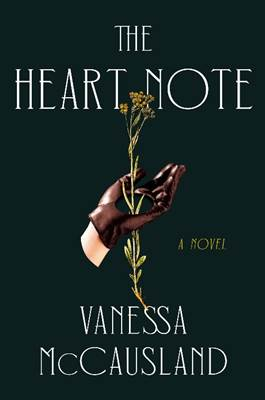 THE
HEART NOTE
A NOVEL
VANESSA
McCAUSLAND